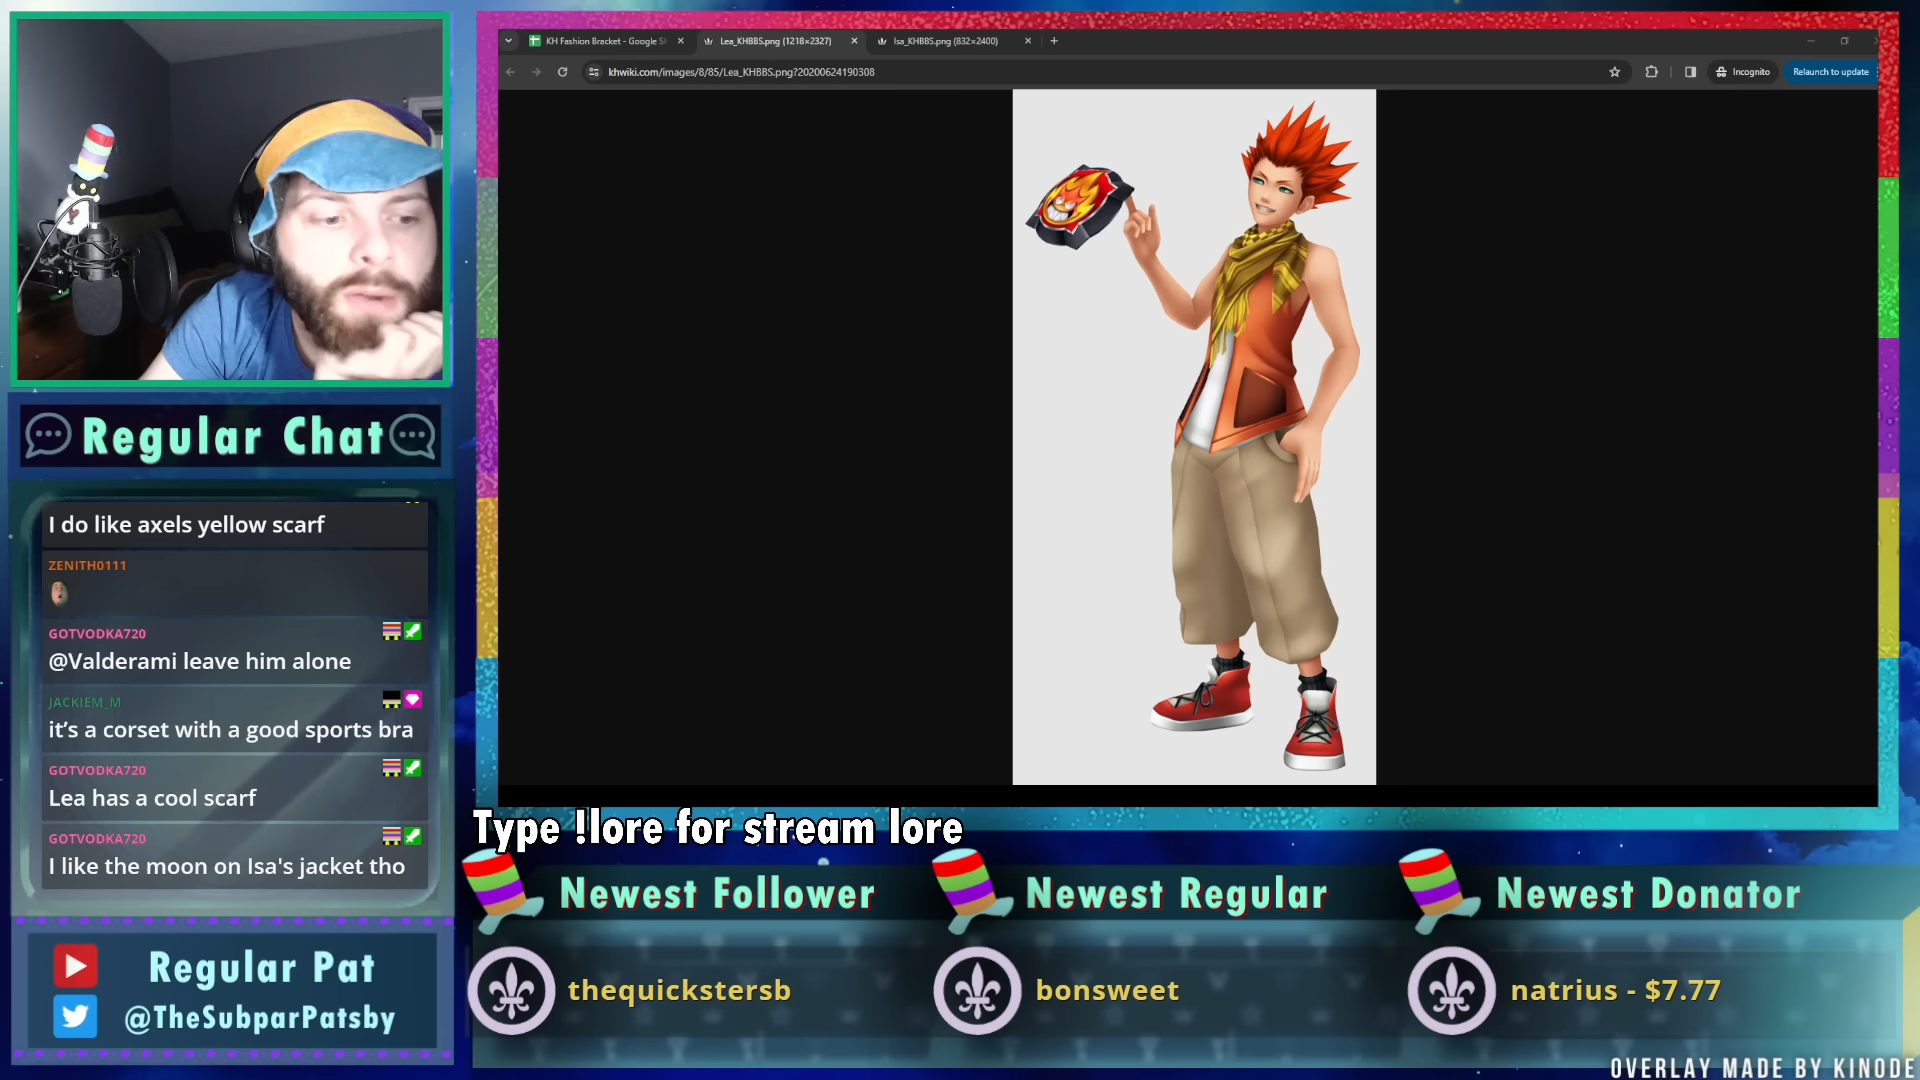 KH Fashion Bracket - Google S
Lea_KHBBS.png (1218×2327)
Isa_KHBBS.png (832×2400)
khwiki.com/images/8/85/Lea_KHBBS.png?20200624190308
Incognito
Relaunch to update
Regular Chat
I do like axels yellow scarf
ZENITH0111
GOTVODKA720
@Valderami leave him alone
JACKIEM_M
it’s a corset with a good sports bra
GOTVODKA720
Lea has a cool scarf
GOTVODKA720
I like the moon on Isa's jacket tho
Regular Pat
@TheSubparPatsby
Type !lore for stream lore
Newest Follower
thequickstersb
Newest Regular
bonsweet
Newest Donator
natrius - $7.77
OVERLAY MADE BY KINODE